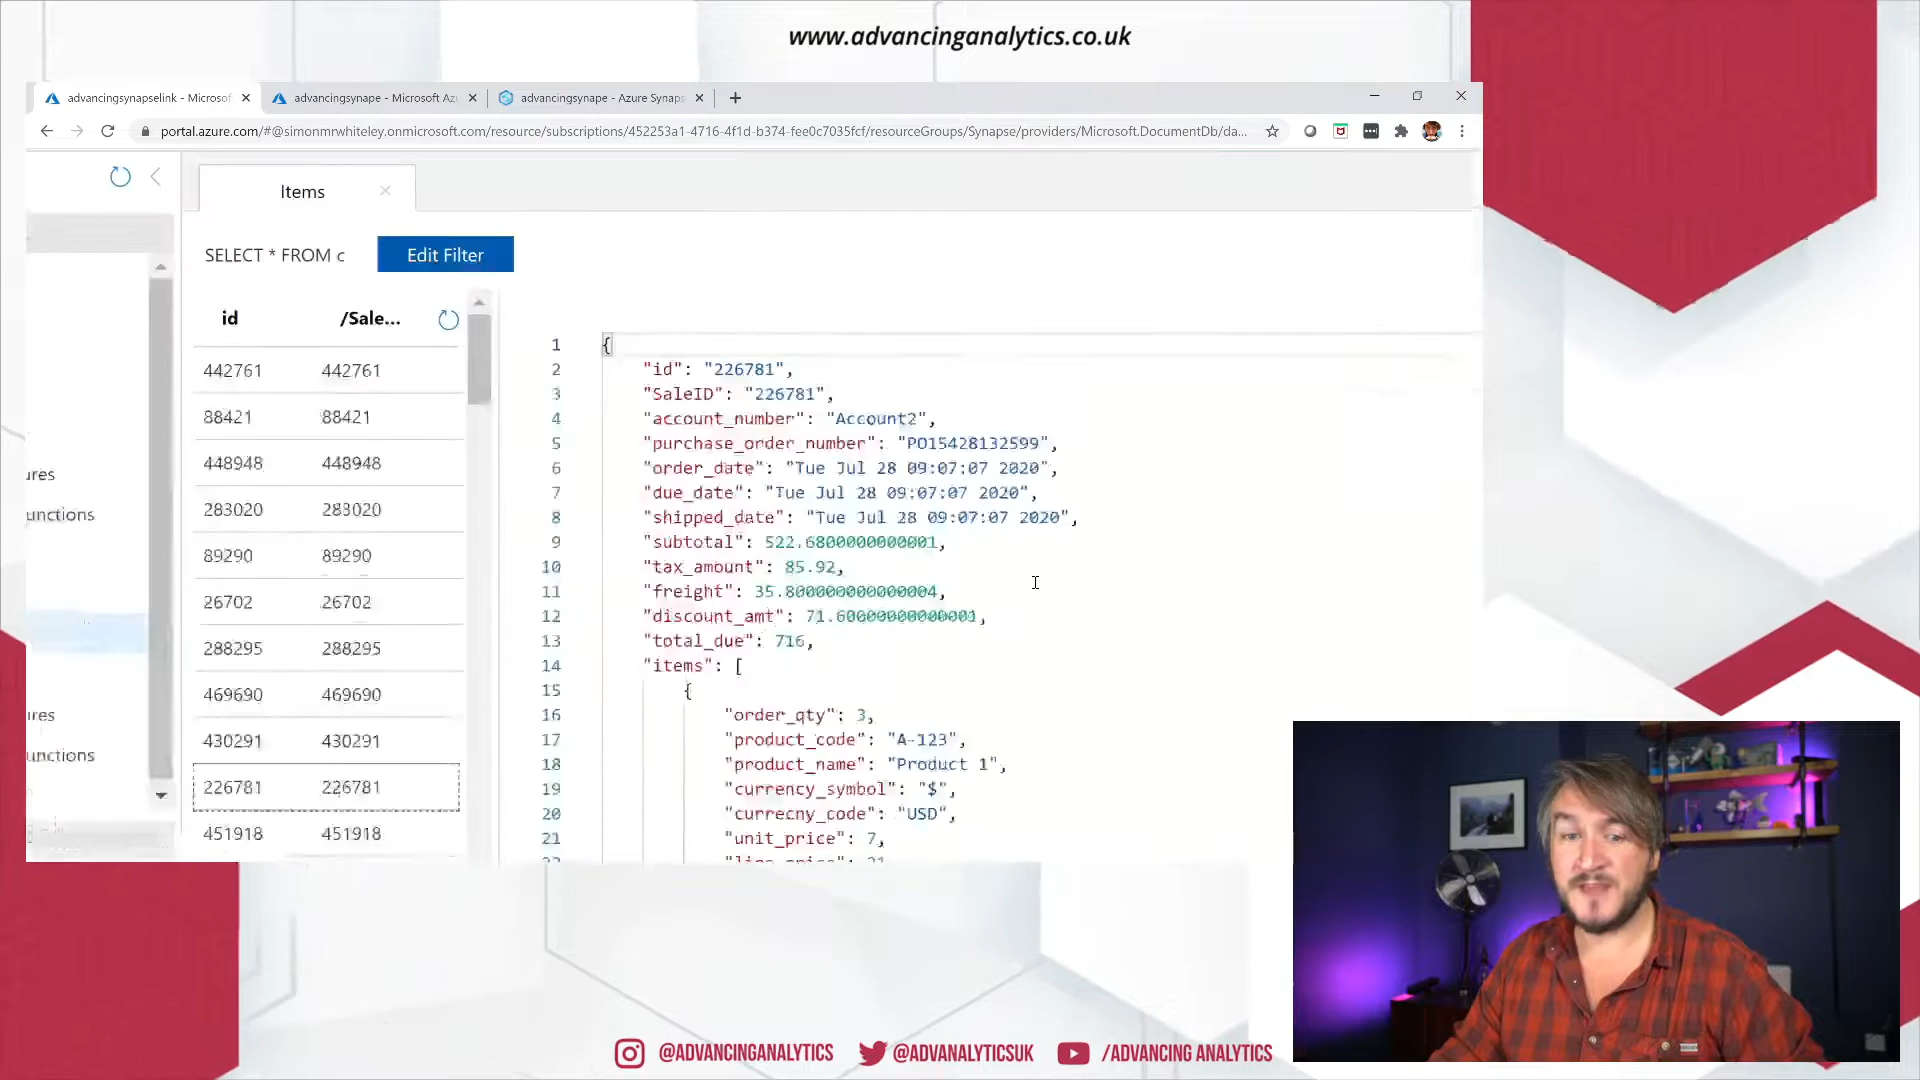 www.advancinganalytics.co.uk
advancingsynapselink - Microsof
advancingsynape - Microsoft Azu
advancingsynape - Azure Synaps
portal.azure.com/#@simonmrwhiteley.onmicrosoft.com/resource/subscriptions/452253a1-4716-4f1d-b374-fee0c7035fcf/resourceGroups/Synapse/providers/Microsoft.DocumentDb/da...
Items
SELECT * FROM c
Edit Filter
id /Sale...
442761 442761
88421 88421
448948 448948
283020 283020
89290 89290
26702 26702
288295 288295
469690 469690
430291 430291
226781 226781
451918 451918
ures
unctions
ures
unctions
1 {
2 "id": "226781",
3 "SaleID": "226781",
4 "account_number": "Account2",
5 "purchase_order_number": "PO15428132599",
6 "order_date": "Tue Jul 28 09:07:07 2020",
7 "due_date": "Tue Jul 28 09:07:07 2020",
8 "shipped_date": "Tue Jul 28 09:07:07 2020",
9 "subtotal": 522.6800000000001,
10 "tax_amount": 85.92,
11 "freight": 35.800000000000004,
12 "discount_amt": 71.60000000000001,
13 "total_due": 716,
14 "items": [
15 {
16 "order_qty": 3,
17 "product_code": "A-123",
18 "product_name": "Product 1",
19 "currency_symbol": "$",
20 "currecny_code": "USD",
21 "unit_price": 7,
@ADVANCINGANALYTICS
@ADVANALYTICSUK
/ADVANCING ANALYTICS